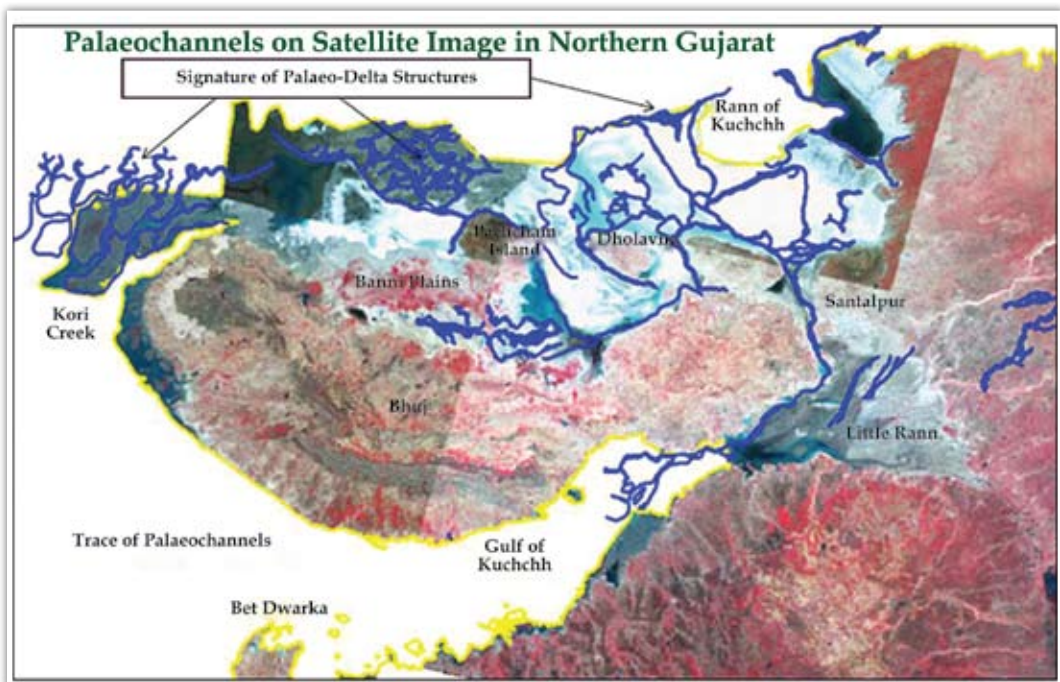 Palaeochannels on Satellite Image in Northern Gujarat
Signature of Palaeo-Delta Structures
Rann of
Kuchchh
Pachcham
Island
Dholavira
Banni Plains
Kori
Creek
Santalpur
Bhuj
Little Rann
Trace of Palaeochannels
Gulf of
Kuchchh
Bet Dwarka